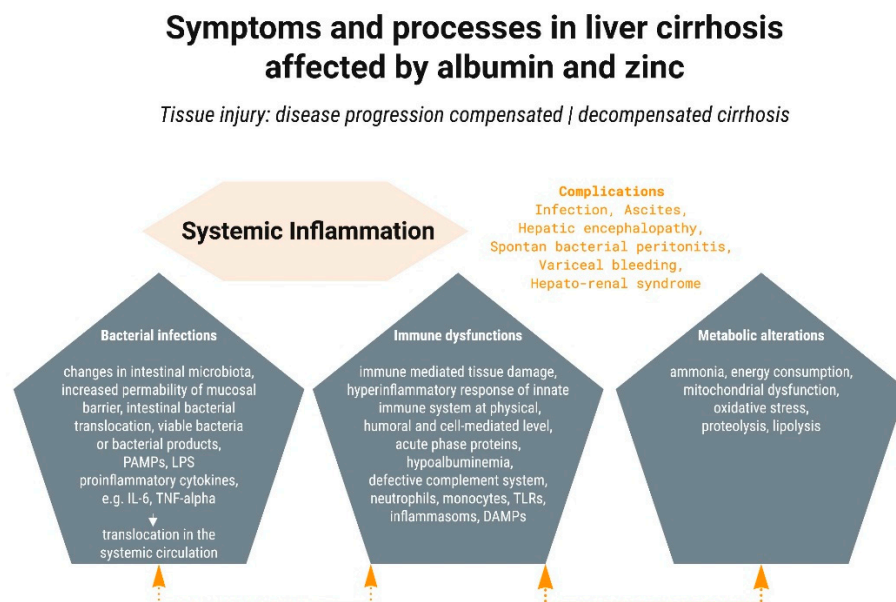 Symptoms and processes in liver cirrhosis
affected by albumin and zinc
Tissue injury: disease progression compensated | decompensated cirrhosis
Systemic Inflammation
Complications
Infection, Ascites,
Hepatic encephalopathy,
Spontan bacterial peritonitis,
Variceal bleeding,
Hepato-renal syndrome
Bacterial infections
changes in intestinal microbiota,
increased permability of mucosal
barrier, intestinal bacterial
translocation, viable bacteria
or bacterial products,
PAMPs, LPS
proinflammatory cytokines,
e.g. IL-6, TNF-alpha
translocation in the
systemic circulation
Immune dysfunctions
immune mediated tissue damage,
hyperinflammatory response of innate
immune system at physical,
humoral and cell-mediated level,
acute phase proteins,
hypoalbuminemia,
defective complement system,
neutrophils, monocytes, TLRs,
inflammasoms, DAMPs
Metabolic alterations
ammonia, energy consumption,
mitochondrial dysfunction,
oxidative stress,
proteolysis, lipolysis